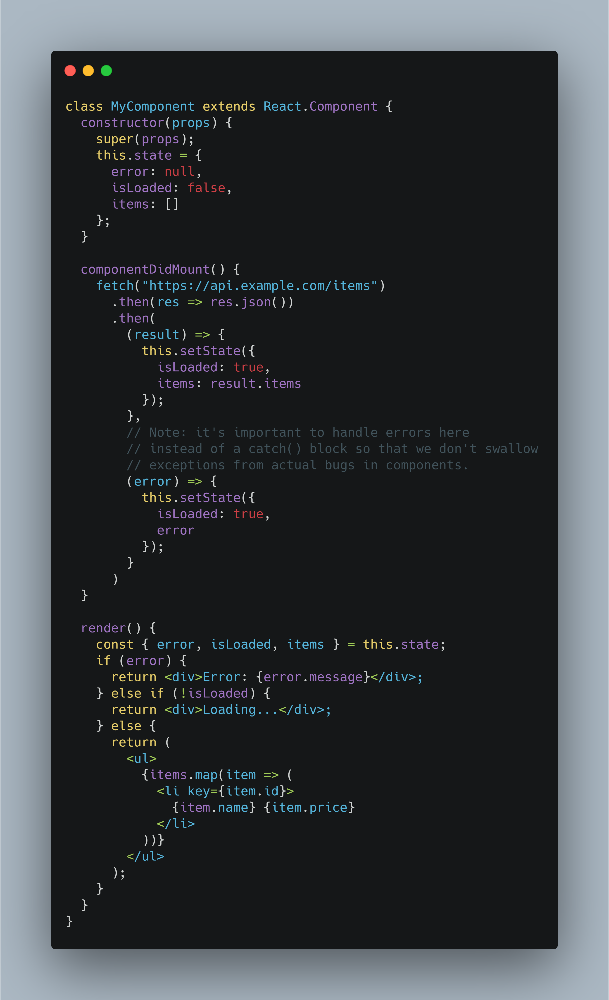 class MyComponent extends React.Component {
  constructor(props) {
    super(props);
    this.state = {
      error: null,
      isLoaded: false,
      items: []
    };
  }

  componentDidMount() {
    fetch("https://api.example.com/items")
      .then(res => res.json())
      .then(
        (result) => {
          this.setState({
            isLoaded: true,
            items: result.items
          });
        },
        // Note: it's important to handle errors here
        // instead of a catch() block so that we don't swallow
        // exceptions from actual bugs in components.
        (error) => {
          this.setState({
            isLoaded: true,
            error
          });
        }
      )
  }

  render() {
    const { error, isLoaded, items } = this.state;
    if (error) {
      return <div>Error: {error.message}</div>;
    } else if (!isLoaded) {
      return <div>Loading...</div>;
    } else {
      return (
        <ul>
          {items.map(item => (
            <li key={item.id}>
              {item.name} {item.price}
            </li>
          ))}
        </ul>
      );
    }
  }
}